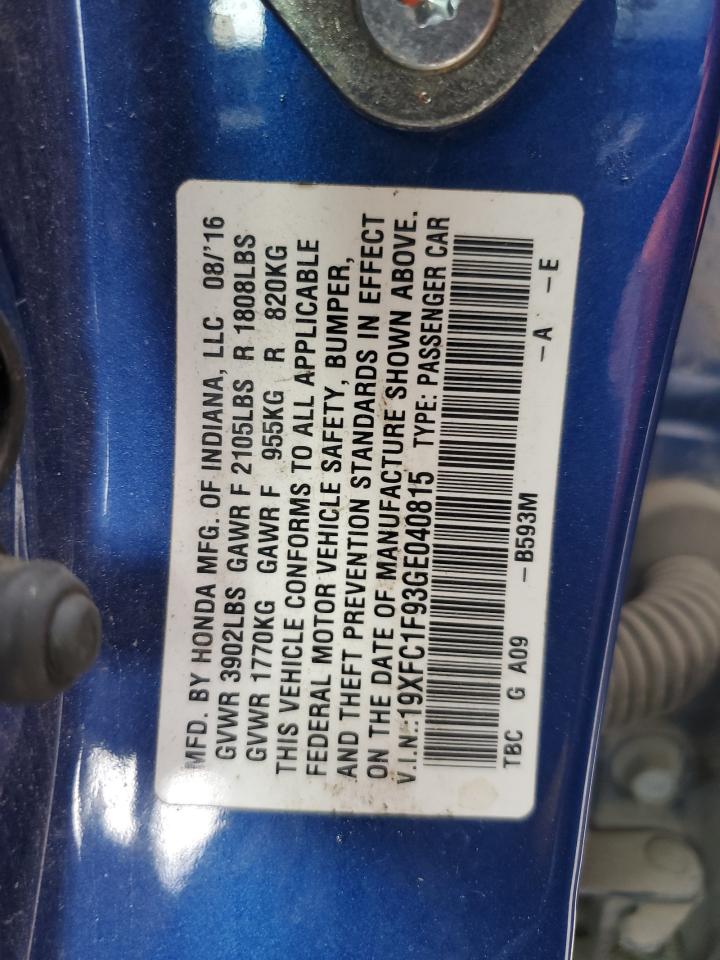 MFD. BY HONDA MFG. OF INDIANA, LLC 08/'16
GVWR 3902LBS GAWR F 2105LBS R 1808LBS
GVWR 1770KG GAWR F 955KG R 820KG
THIS VEHICLE CONFORMS TO ALL APPLICABLE
FEDERAL MOTOR VEHICLE SAFETY, BUMPER,
AND THEFT PREVENTION STANDARDS IN EFFECT
ON THE DATE OF MANUFACTURE SHOWN ABOVE.
V.I.N.:19XFC1F93GE040815 TYPE: PASSENGER CAR
TBC G A09 -B593M -A -E